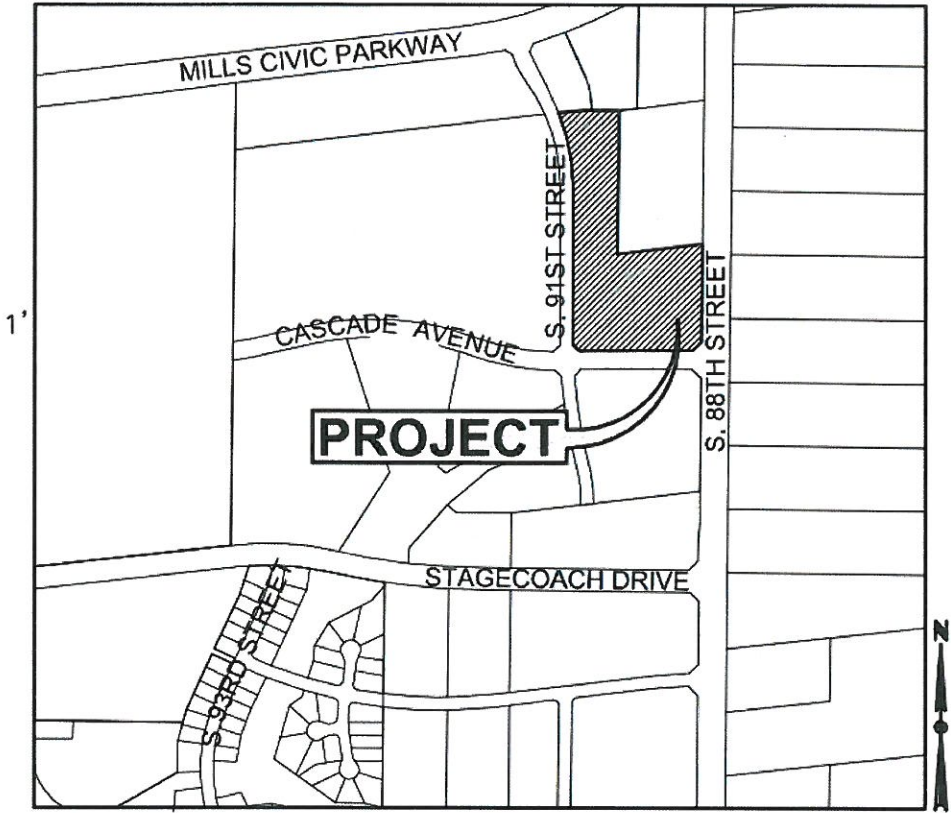 MILLS CIVIC PARKWAY
S. 91ST STREET
1'
CASCADE AVENUE
S. 88TH STREET
PROJECT
STAGECOACH DRIVE
S 93RD STREET
N